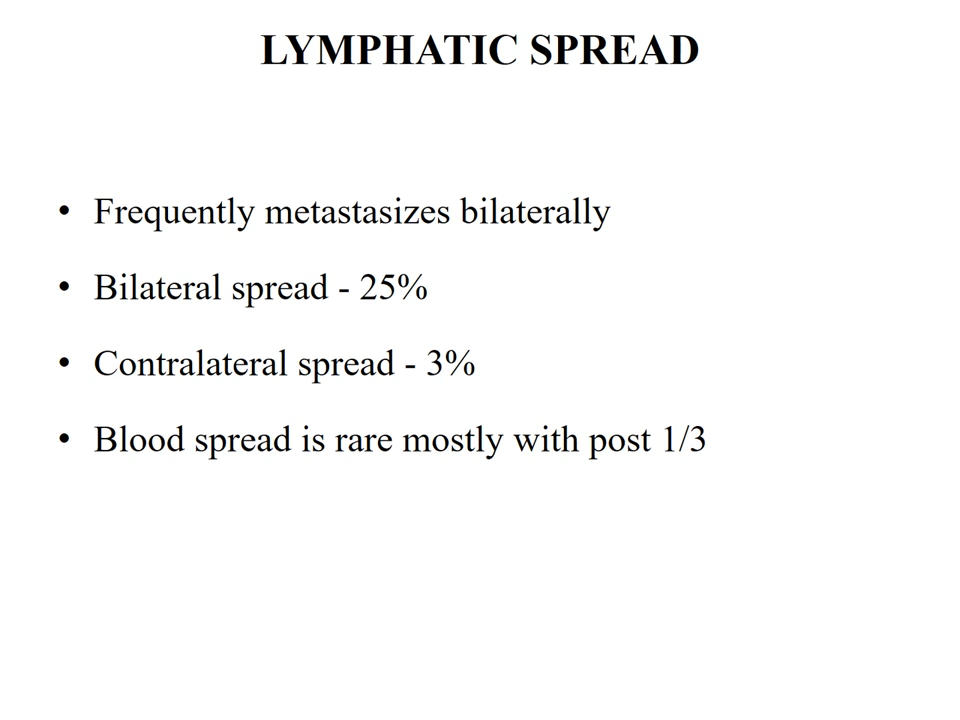 LYMPHATIC SPREAD
• Frequently metastasizes bilaterally
• Bilateral spread - 25%
• Contralateral spread - 3%
• Blood spread is rare mostly with post 1/3